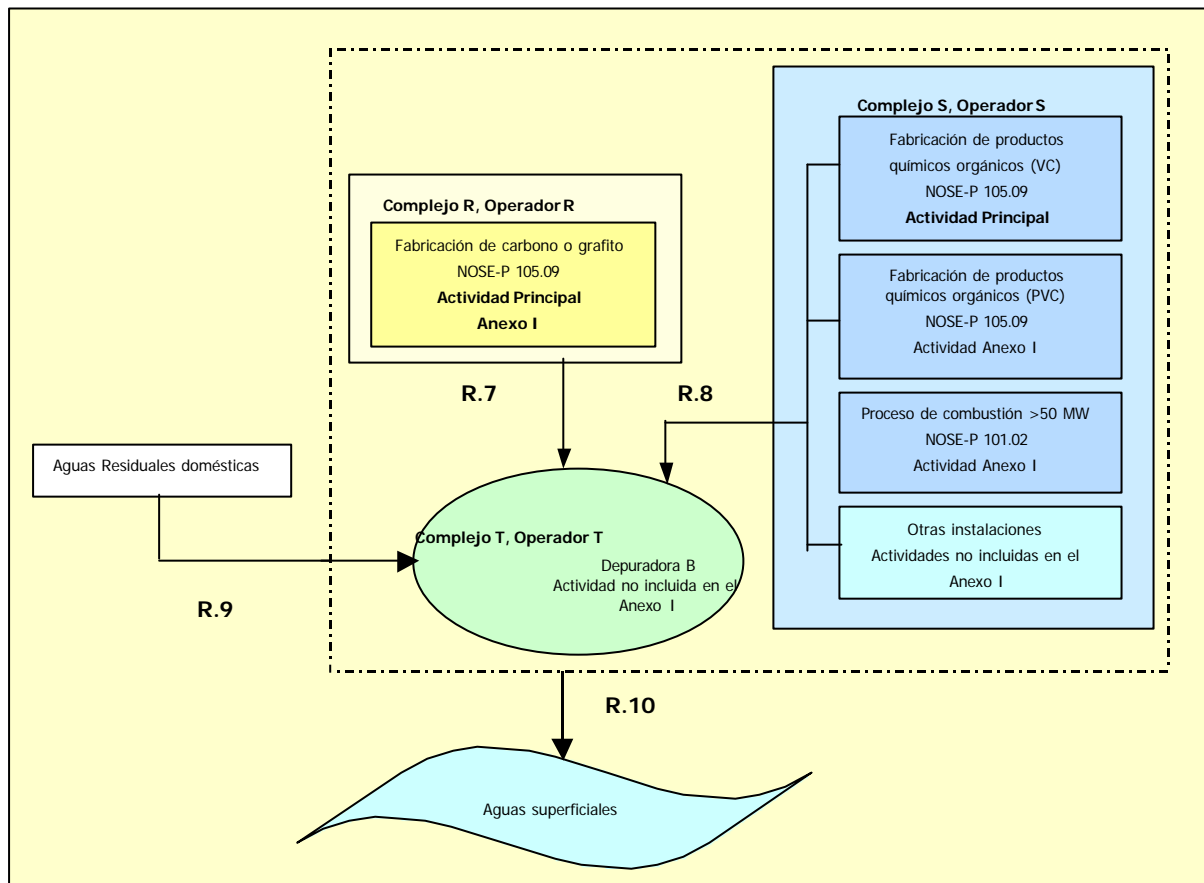 Complejo S, Operador S
Fabricación de productos
químicos orgánicos (VC)
NOSE-P 105.09
Actividad Principal
Complejo R, Operador R
Fabricación de carbono o grafito
NOSE-P 105.09
Actividad Principal
Anexo I
Fabricación de productos
químicos orgánicos (PVC)
NOSE-P 105.09
Actividad Anexo I
R.7
R.8
Proceso de combustión >50 MW
NOSE-P 101.02
Actividad Anexo I
Aguas Residuales domésticas
Otras instalaciones
Actividades no incluidas en el
Anexo I
Complejo T, Operador T
Depuradora B
Actividad no incluida en el
Anexo I
R.9
R.10
Aguas superficiales